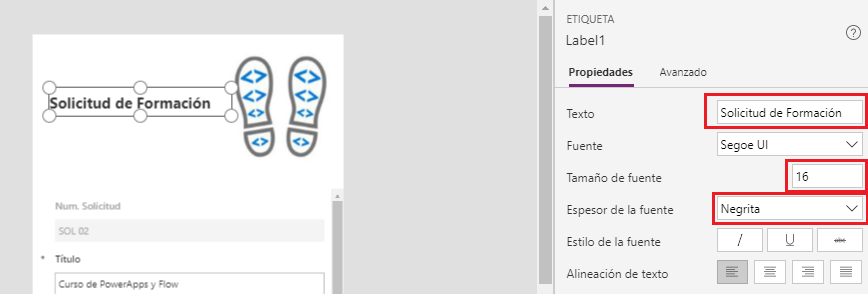 Solicitud de Formación
Num. Solicitud
SOL 02
* Título
Curso de PowerApps y Flow
ETIQUETA
Label1
?
Propiedades Avanzado
Texto Solicitud de Formación
Fuente Segoe UI
Tamaño de fuente 16
Espesor de la fuente Negrita
Estilo de la fuente / U abc
Alineación de texto